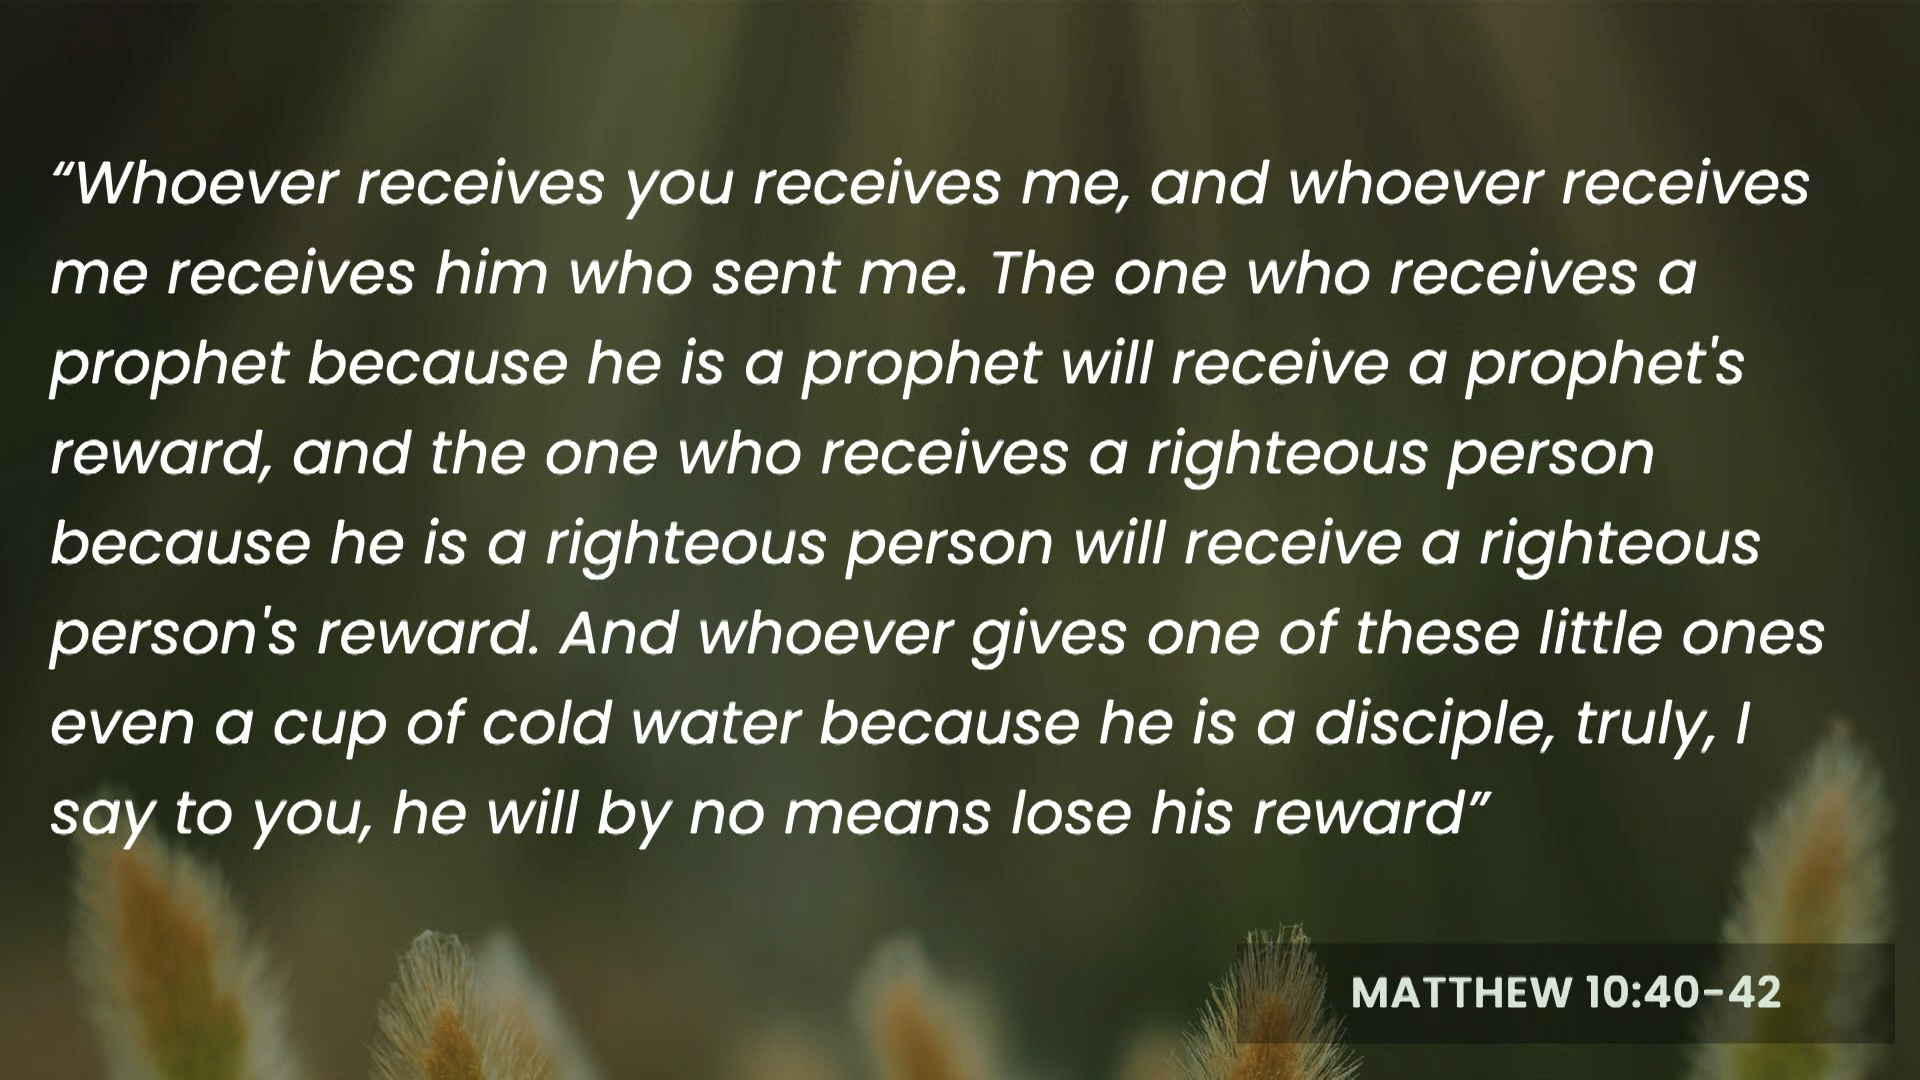 “Whoever receives you receives me, and whoever receives
me receives him who sent me. The one who receives a
prophet because he is a prophet will receive a prophet's
reward, and the one who receives a righteous person
because he is a righteous person will receive a righteous
person's reward. And whoever gives one of these little ones
even a cup of cold water because he is a disciple, truly, I
say to you, he will by no means lose his reward”
MATTHEW 10:40-42